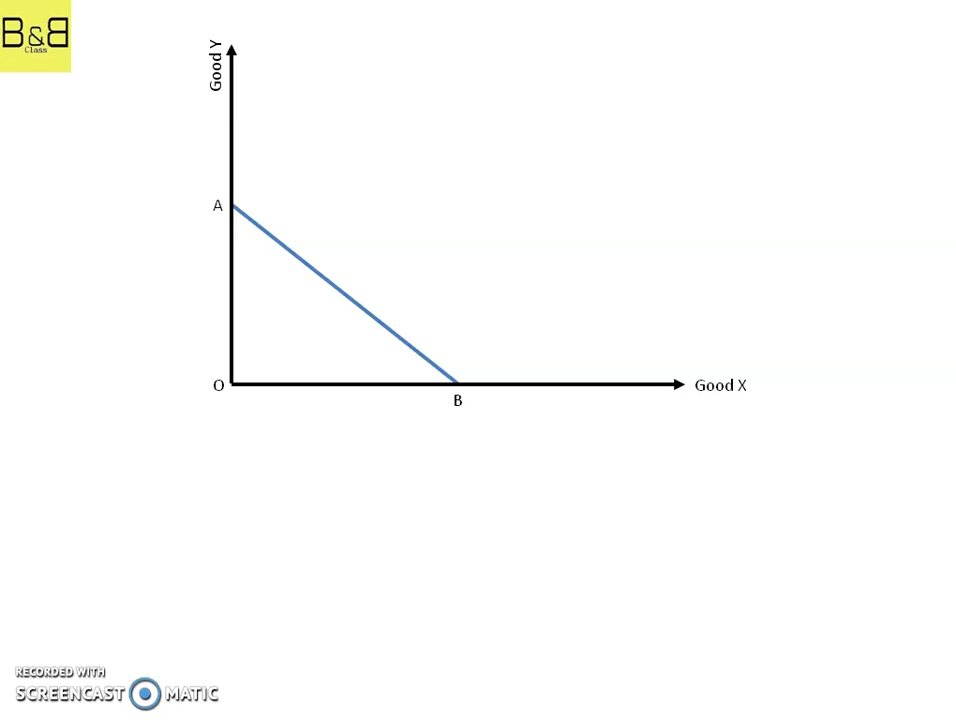 B&B
Class
Good Y
A
O
Good X
B
RECORDED WITH
SCREENCAST MATIC